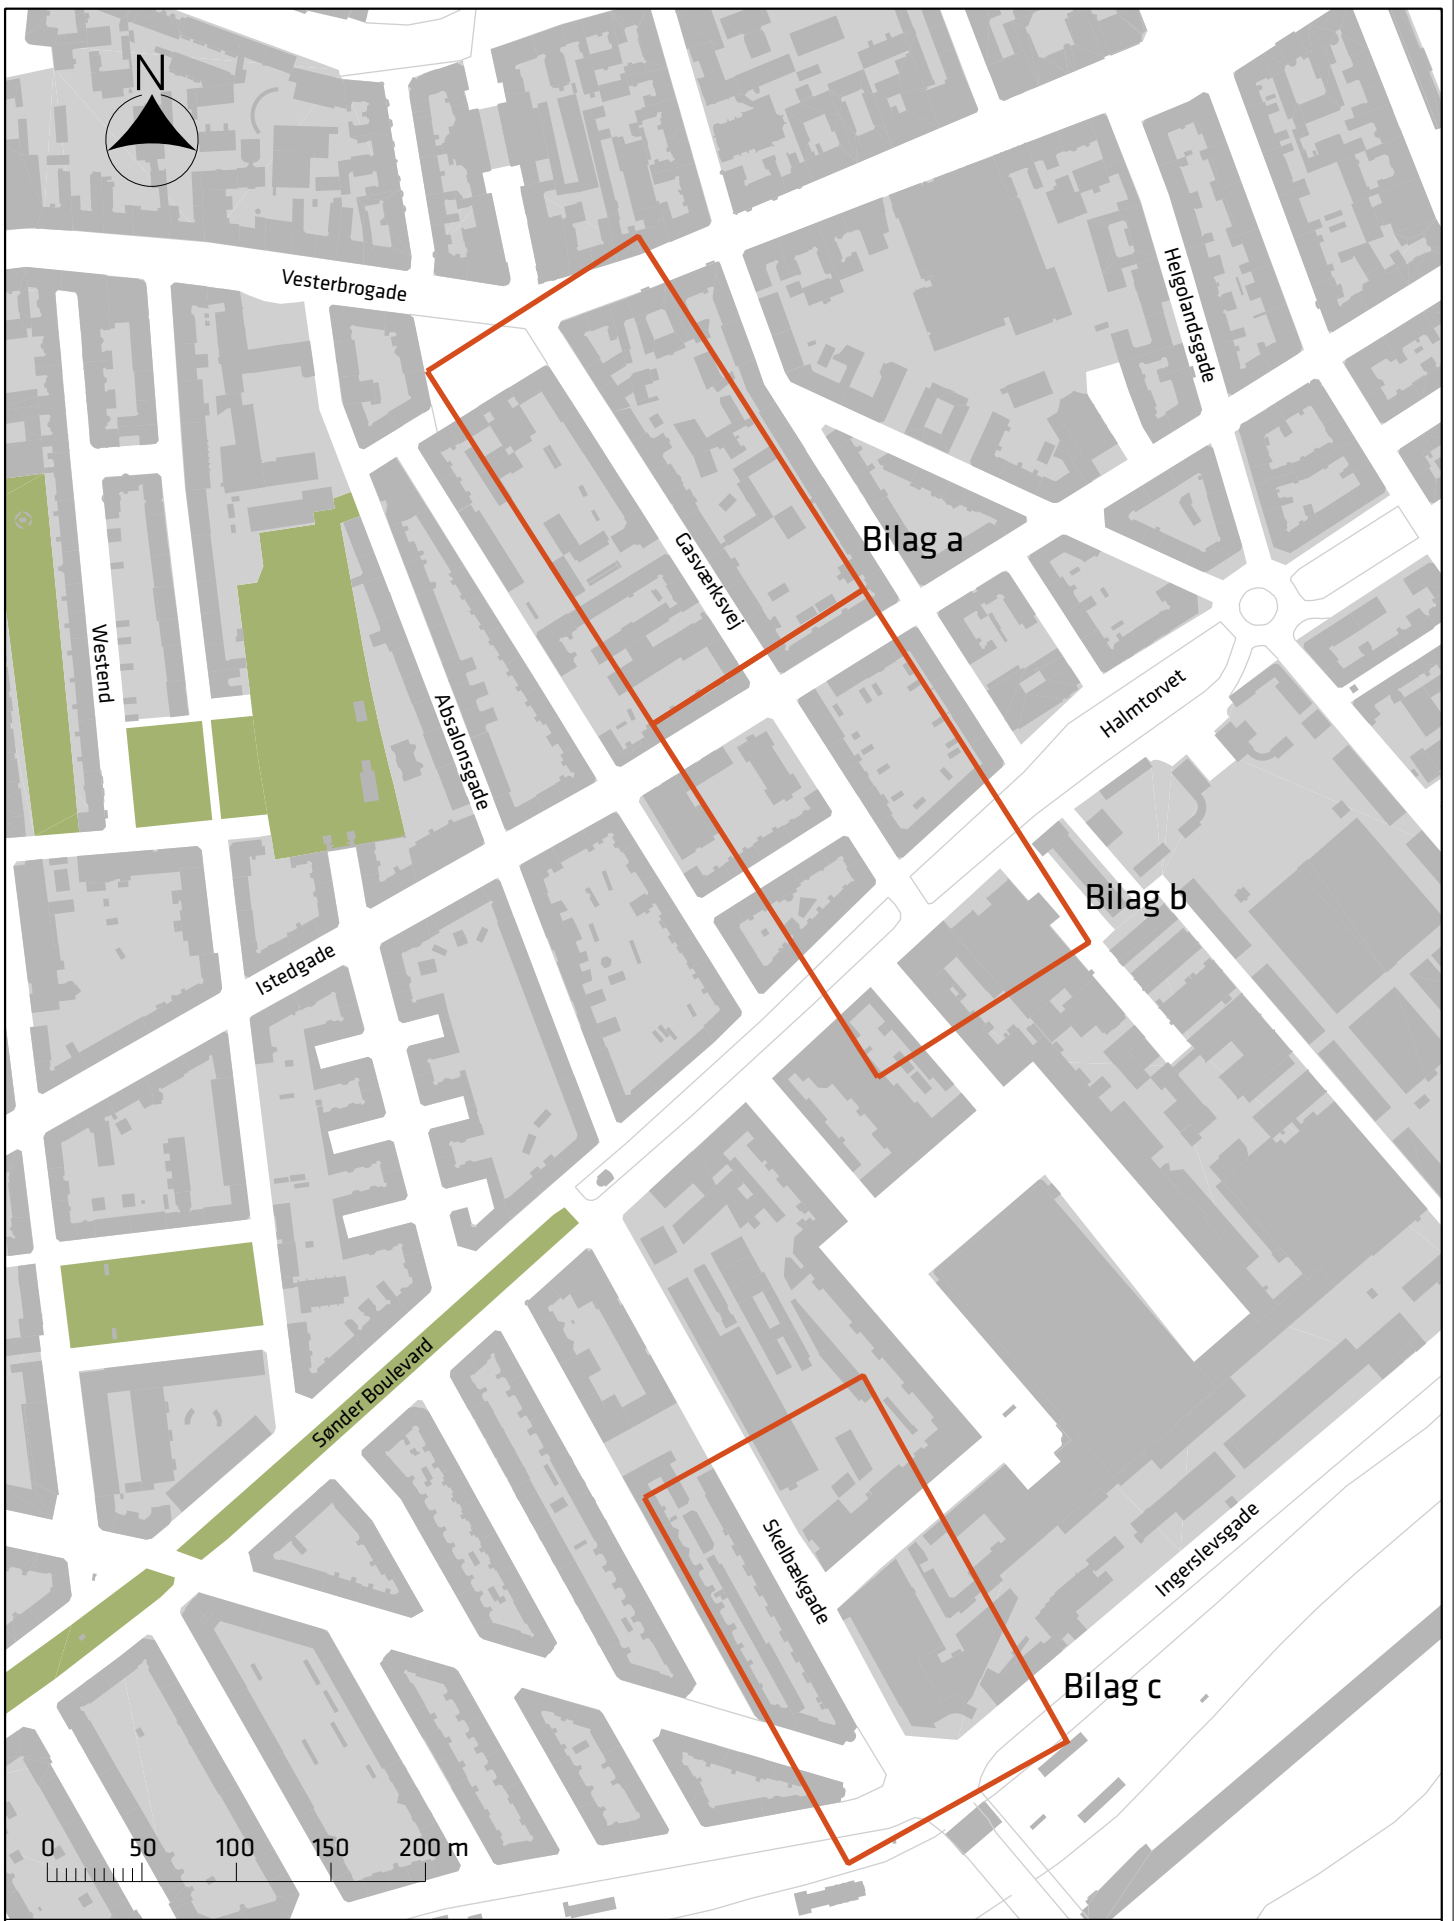 N
Vesterbrogade
Helgolandsgade
Bilag a
Gasværksvej
Westend
Absalonsgade
Halmtorvet
Bilag b
Istedgade
Sønder Boulevard
Skelbækgade
Ingerslevsgade
Bilag c
0 50 100 150 200 m